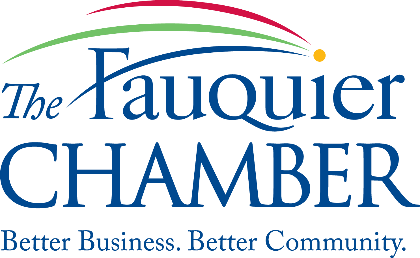 The Fauquier
CHAMBER
Better Business. Better Community.